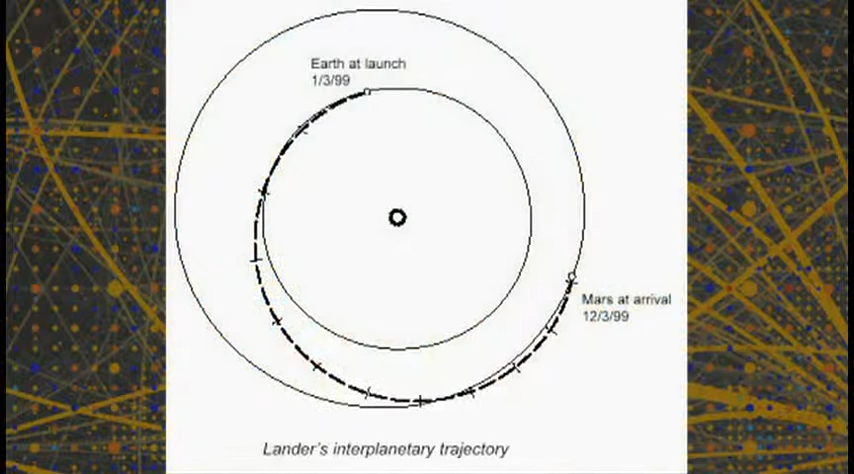 Earth at launch
1/3/99
Mars at arrival
12/3/99
Lander's interplanetary trajectory